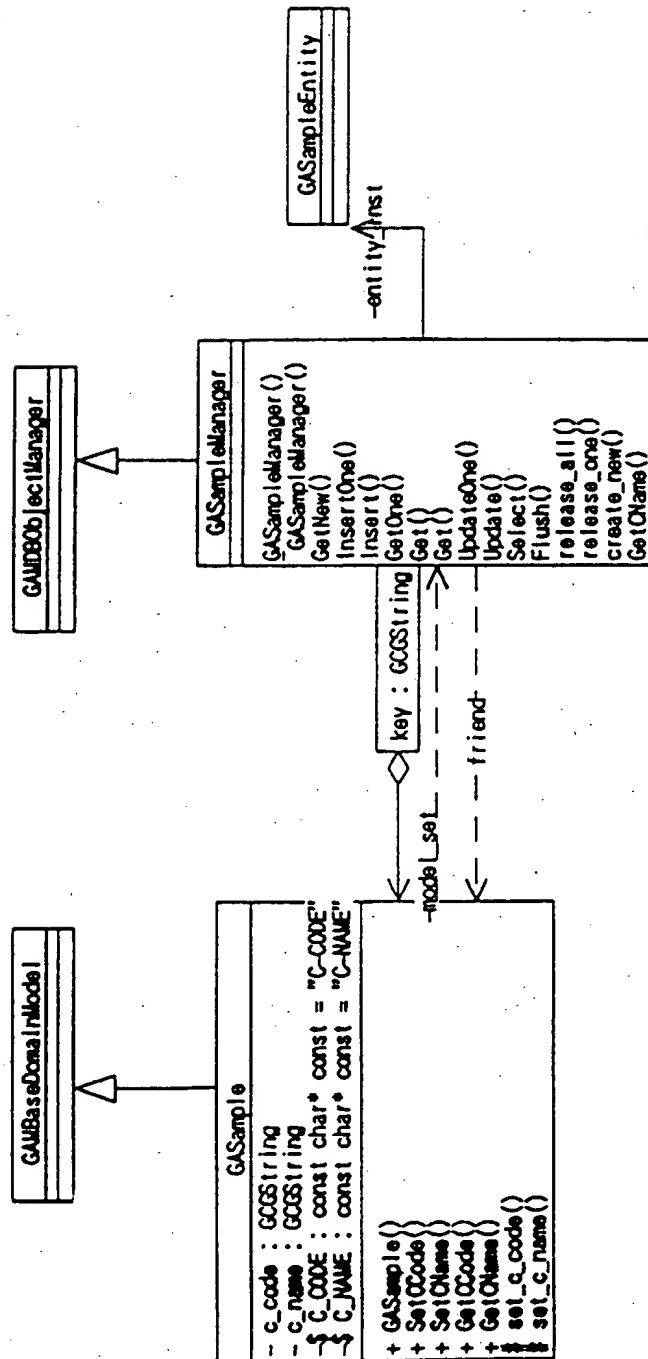 GAMBaseDomainModel
GASample
- c_code : GCGString
- c_name : GCGString
-$ C_CODE : const char* const = "C-CODE"
-$ C_NAME : const char* const = "C-NAME"
+ GASample()
+ SetCCode()
+ SetCName()
+ GetCCode()
+ GetCName()
# set_c_code()
# set_c_name()
-model_set
friend
key : GCGString
GAMDBObjectManager
GASampleManager
GASampleManager()
GASampleManager()
GetNew()
InsertOne()
Insert()
GetOne()
Get()
Get()
UpdateOne()
Update()
Select()
Flush()
release_all()
release_one()
create_new()
GetCName()
-entity_inst
GASampleEntity